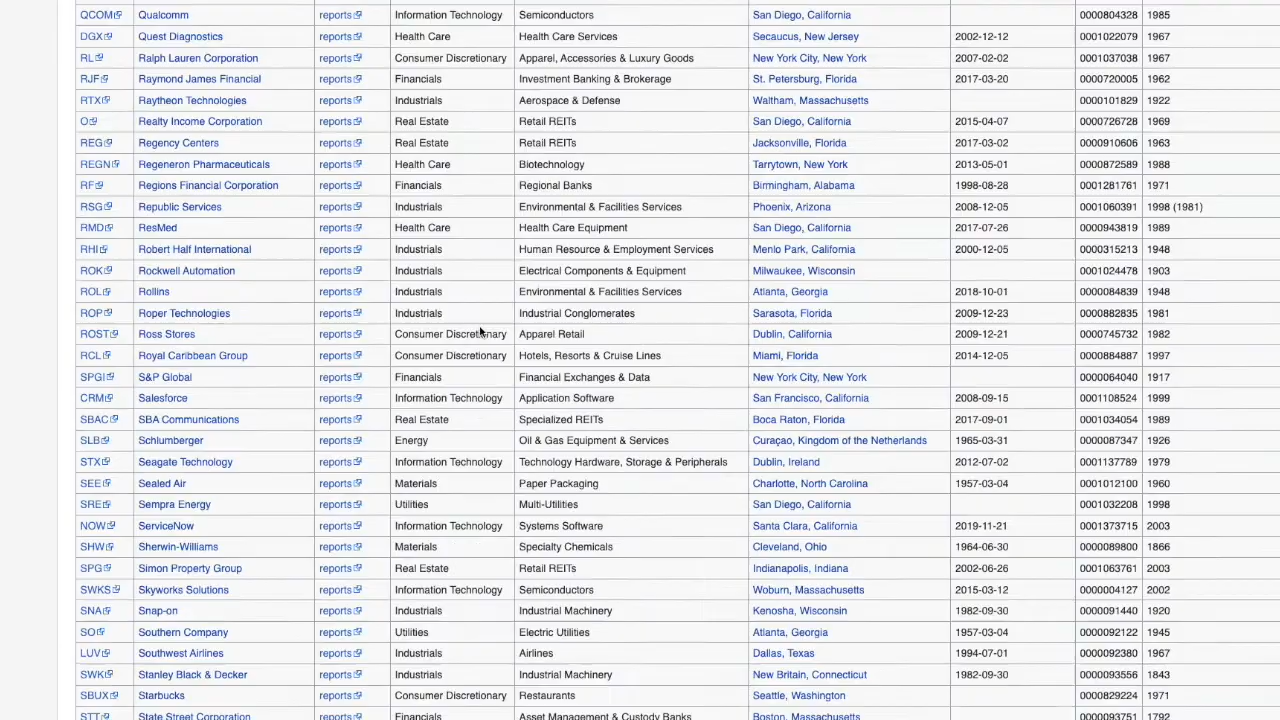 QCOM Qualcomm reports Information Technology Semiconductors San Diego, California 0000804328 1985
DGX Quest Diagnostics reports Health Care Health Care Services Secaucus, New Jersey 2002-12-12 0001022079 1967
RL Ralph Lauren Corporation reports Consumer Discretionary Apparel, Accessories & Luxury Goods New York City, New York 2007-02-02 0001037038 1967
RJF Raymond James Financial reports Financials Investment Banking & Brokerage St. Petersburg, Florida 2017-03-20 0000720005 1962
RTX Raytheon Technologies reports Industrials Aerospace & Defense Waltham, Massachusetts 0000101829 1922
O Realty Income Corporation reports Real Estate Retail REITs San Diego, California 2015-04-07 0000726728 1969
REG Regency Centers reports Real Estate Retail REITs Jacksonville, Florida 2017-03-02 0000910606 1963
REGN Regeneron Pharmaceuticals reports Health Care Biotechnology Tarrytown, New York 2013-05-01 0000872589 1988
RF Regions Financial Corporation reports Financials Regional Banks Birmingham, Alabama 1998-08-28 0001281761 1971
RSG Republic Services reports Industrials Environmental & Facilities Services Phoenix, Arizona 2008-12-05 0001060391 1998 (1981)
RMD ResMed reports Health Care Health Care Equipment San Diego, California 2017-07-26 0000943819 1989
RHI Robert Half International reports Industrials Human Resource & Employment Services Menlo Park, California 2000-12-05 0000315213 1948
ROK Rockwell Automation reports Industrials Electrical Components & Equipment Milwaukee, Wisconsin 0001024478 1903
ROL Rollins reports Industrials Environmental & Facilities Services Atlanta, Georgia 2018-10-01 0000084839 1948
ROP Roper Technologies reports Industrials Industrial Conglomerates Sarasota, Florida 2009-12-23 0000882835 1981
ROST Ross Stores reports Consumer Discretionary Apparel Retail Dublin, California 2009-12-21 0000745732 1982
RCL Royal Caribbean Group reports Consumer Discretionary Hotels, Resorts & Cruise Lines Miami, Florida 2014-12-05 0000884887 1997
SPGI S&P Global reports Financials Financial Exchanges & Data New York City, New York 0000064040 1917
CRM Salesforce reports Information Technology Application Software San Francisco, California 2008-09-15 0001108524 1999
SBAC SBA Communications reports Real Estate Specialized REITs Boca Raton, Florida 2017-09-01 0001034054 1989
SLB Schlumberger reports Energy Oil & Gas Equipment & Services Curaçao, Kingdom of the Netherlands 1965-03-31 0000087347 1926
STX Seagate Technology reports Information Technology Technology Hardware, Storage & Peripherals Dublin, Ireland 2012-07-02 0001137789 1979
SEE Sealed Air reports Materials Paper Packaging Charlotte, North Carolina 1957-03-04 0001012100 1960
SRE Sempra Energy reports Utilities Multi-Utilities San Diego, California 0001032208 1998
NOW ServiceNow reports Information Technology Systems Software Santa Clara, California 2019-11-21 0001373715 2003
SHW Sherwin-Williams reports Materials Specialty Chemicals Cleveland, Ohio 1964-06-30 0000089800 1866
SPG Simon Property Group reports Real Estate Retail REITs Indianapolis, Indiana 2002-06-26 0001063761 2003
SWKS Skyworks Solutions reports Information Technology Semiconductors Woburn, Massachusetts 2015-03-12 0000004127 2002
SNA Snap-on reports Industrials Industrial Machinery Kenosha, Wisconsin 1982-09-30 0000091440 1920
SO Southern Company reports Utilities Electric Utilities Atlanta, Georgia 1957-03-04 0000092122 1945
LUV Southwest Airlines reports Industrials Airlines Dallas, Texas 1994-07-01 0000092380 1967
SWK Stanley Black & Decker reports Industrials Industrial Machinery New Britain, Connecticut 1982-09-30 0000093556 1843
SBUX Starbucks reports Consumer Discretionary Restaurants Seattle, Washington 0000829224 1971
STT State Street Corporation reports Financials Asset Management & Custody Banks Boston, Massachusetts 0000093751 1792